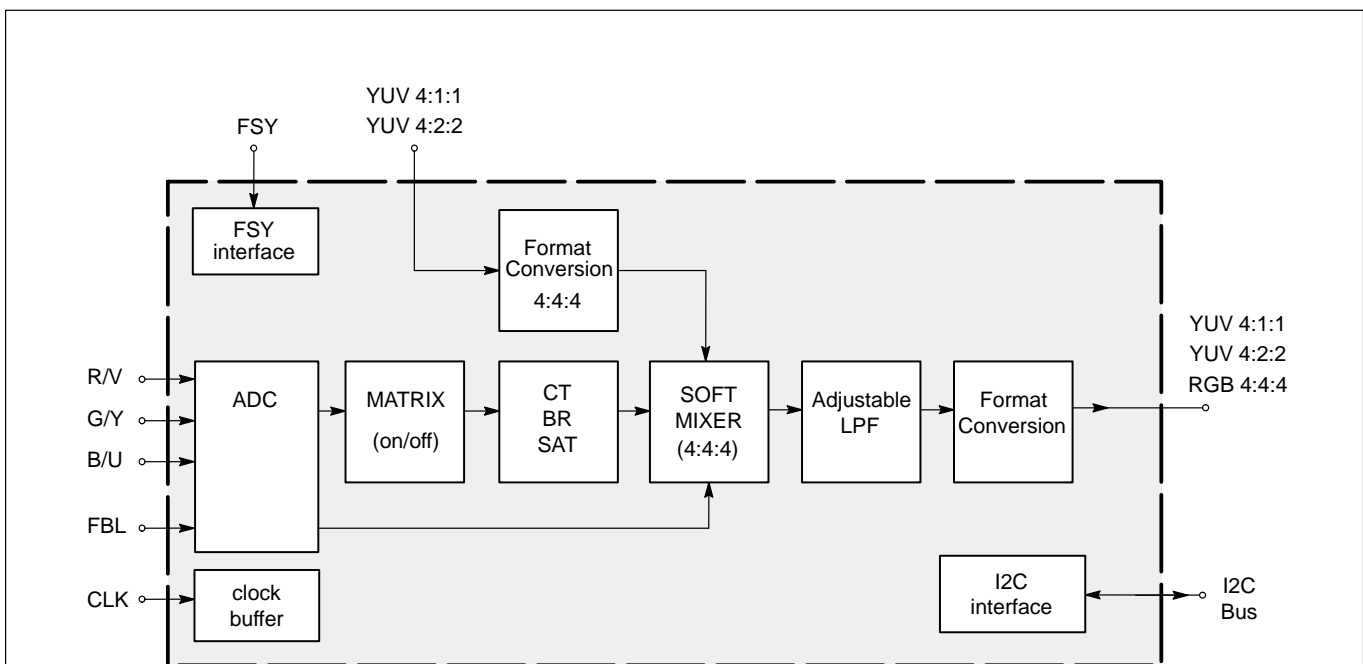 YUV 4:1:1
YUV 4:2:2
FSY
FSY
interface
Format
Conversion
4:4:4
R/V
G/Y
B/U
FBL
CLK
ADC
MATRIX
(on/off)
CT
BR
SAT
SOFT
MIXER
(4:4:4)
Adjustable
LPF
Format
Conversion
YUV 4:1:1
YUV 4:2:2
RGB 4:4:4
clock
buffer
I2C
interface
I2C
Bus